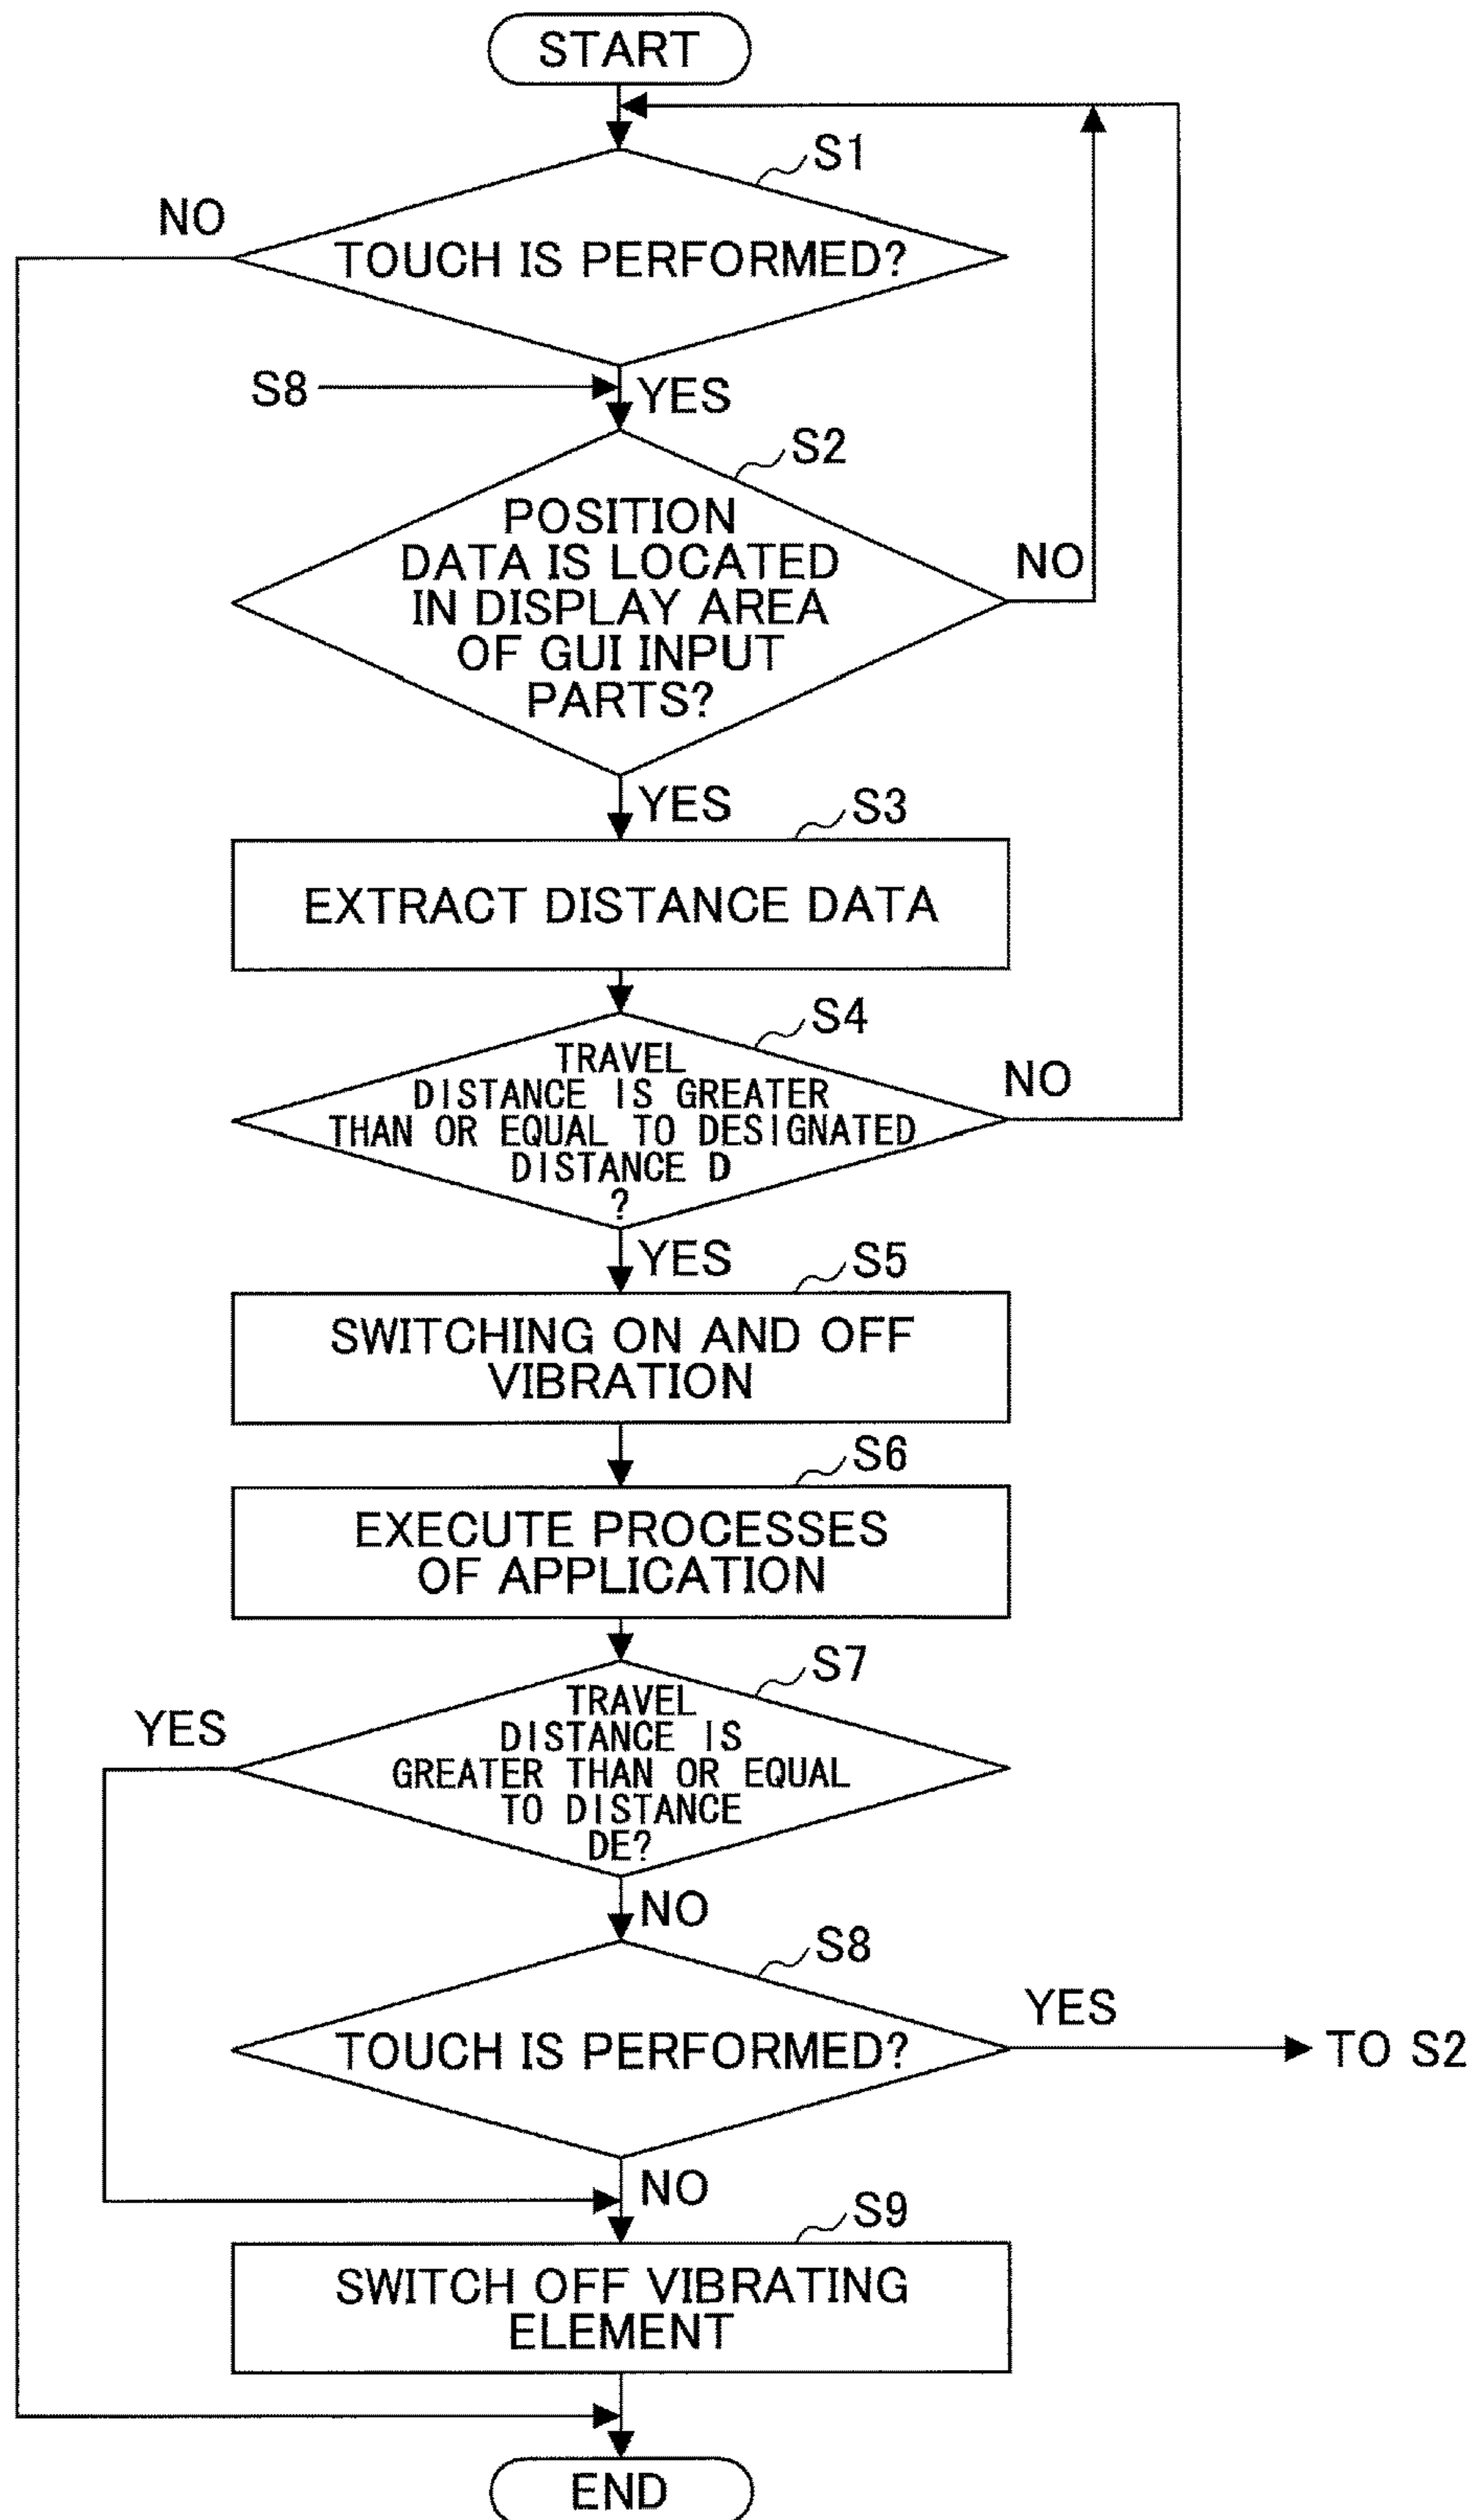 START
S1
NO
TOUCH IS PERFORMED?
S8
YES
S2
POSITION
DATA IS LOCATED
IN DISPLAY AREA
OF GUI INPUT
PARTS?
NO
YES
S3
EXTRACT DISTANCE DATA
S4
TRAVEL
DISTANCE IS GREATER
THAN OR EQUAL TO DESIGNATED
DISTANCE D
?
NO
YES
S5
SWITCHING ON AND OFF
VIBRATION
S6
EXECUTE PROCESSES
OF APPLICATION
S7
YES
TRAVEL
DISTANCE IS
GREATER THAN OR EQUAL
TO DISTANCE
DE?
NO
S8
YES
TOUCH IS PERFORMED?
TO S2
NO
S9
SWITCH OFF VIBRATING
ELEMENT
END